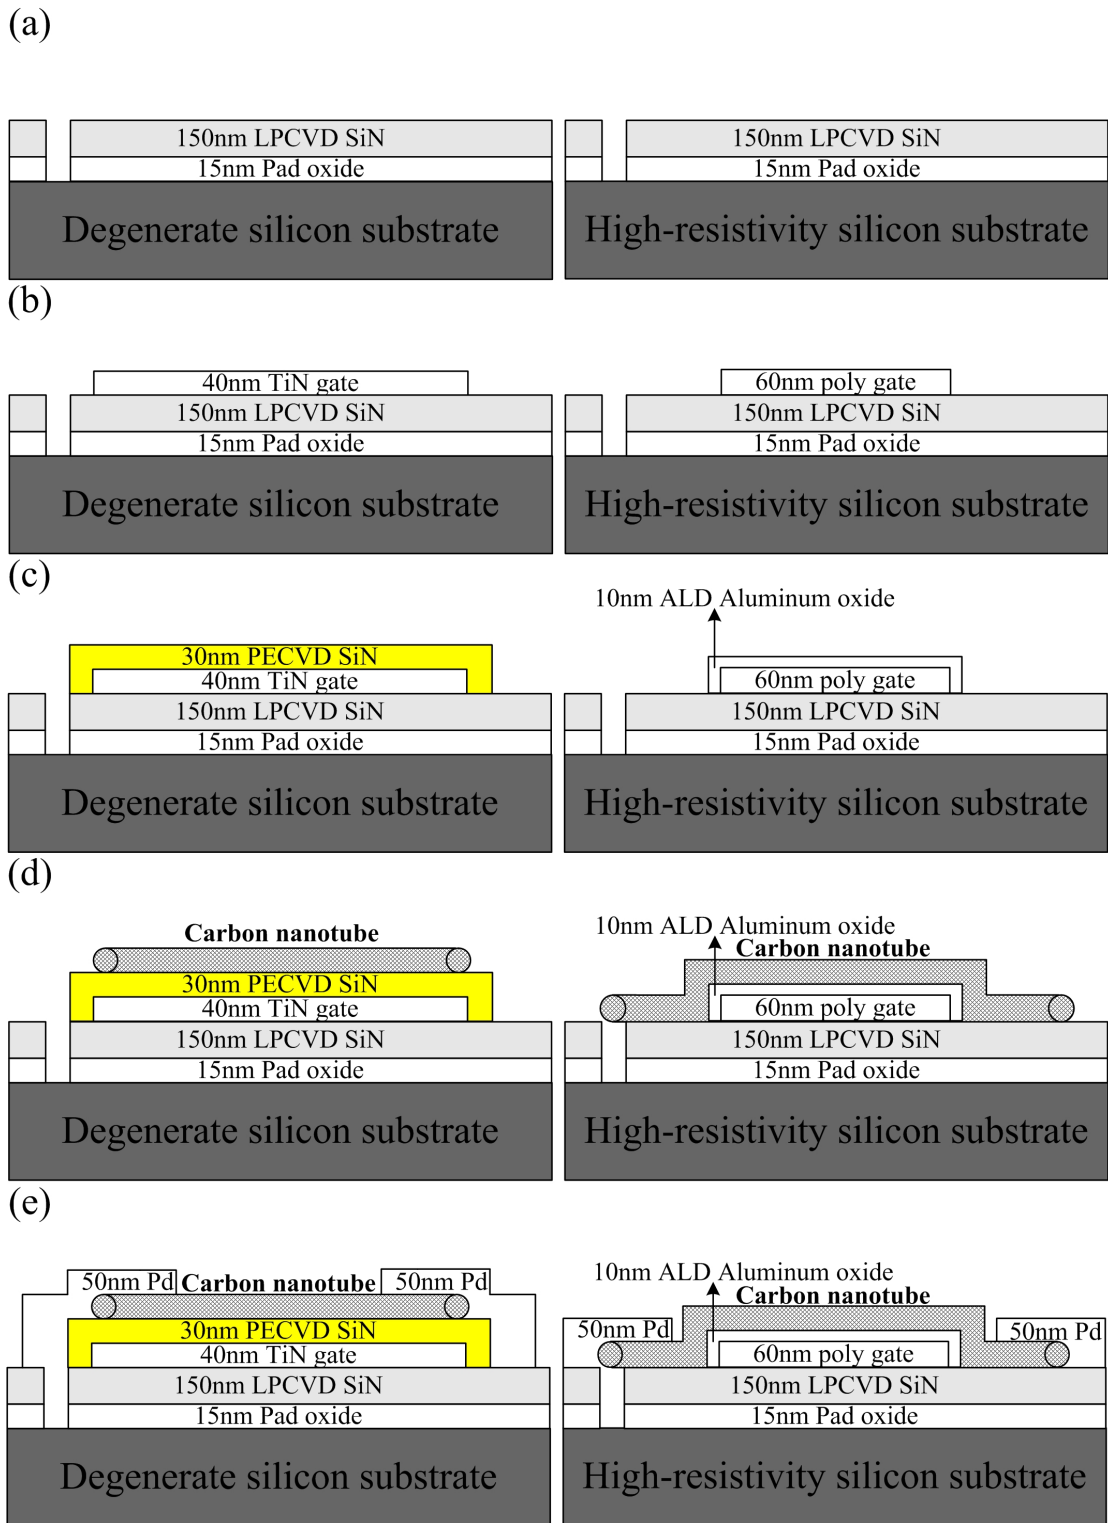 (a)
150nm LPCVD SiN
15nm Pad oxide
Degenerate silicon substrate
150nm LPCVD SiN
15nm Pad oxide
High-resistivity silicon substrate
(b)
40nm TiN gate
150nm LPCVD SiN
15nm Pad oxide
Degenerate silicon substrate
60nm poly gate
150nm LPCVD SiN
15nm Pad oxide
High-resistivity silicon substrate
(c)
30nm PECVD SiN
40nm TiN gate
150nm LPCVD SiN
15nm Pad oxide
Degenerate silicon substrate
10nm ALD Aluminum oxide
60nm poly gate
150nm LPCVD SiN
15nm Pad oxide
High-resistivity silicon substrate
(d)
Carbon nanotube
30nm PECVD SiN
40nm TiN gate
150nm LPCVD SiN
15nm Pad oxide
Degenerate silicon substrate
10nm ALD Aluminum oxide
Carbon nanotube
60nm poly gate
150nm LPCVD SiN
15nm Pad oxide
High-resistivity silicon substrate
(e)
50nm Pd Carbon nanotube 50nm Pd
30nm PECVD SiN
40nm TiN gate
150nm LPCVD SiN
15nm Pad oxide
Degenerate silicon substrate
10nm ALD Aluminum oxide
Carbon nanotube
50nm Pd 50nm Pd
60nm poly gate
150nm LPCVD SiN
15nm Pad oxide
High-resistivity silicon substrate